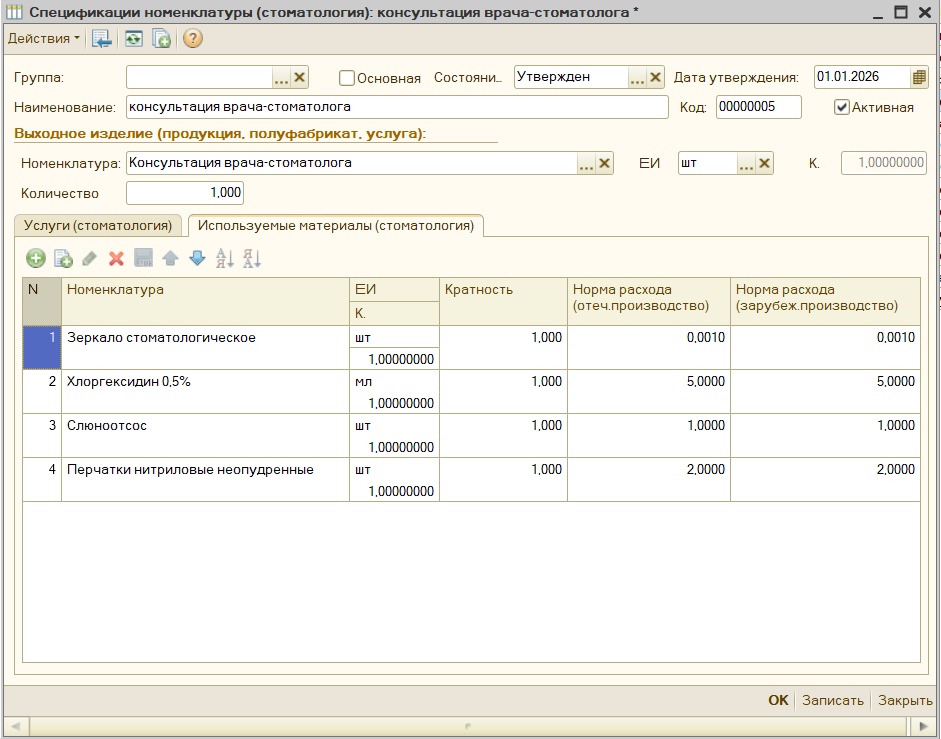 Спецификации номенклатуры (стоматология): консультация врача-стоматолога *
Действия
Группа: ... Основная Состояни... Утвержден ... Дата утверждения: 01.01.2026
Наименование: консультация врача-стоматолога Код: 00000005 Активная
Выходное изделие (продукция, полуфабрикат, услуга):
Номенклатура: Консультация врача-стоматолога ... ЕИ шт ... К. 1,00000000
Количество 1,000
Услуги (стоматология) Используемые материалы (стоматология)
N Номенклатура ЕИ Кратность Норма расхода (отеч.производство) Норма расхода (зарубеж.производство)
К.
1 Зеркало стоматологическое шт 1,000 0,0010 0,0010
1,00000000
2 Хлоргексидин 0,5% мл 1,000 5,0000 5,0000
1,00000000
3 Слюноотсос шт 1,000 1,0000 1,0000
1,00000000
4 Перчатки нитриловые неопудренные шт 1,000 2,0000 2,0000
1,00000000
OK Записать Закрыть